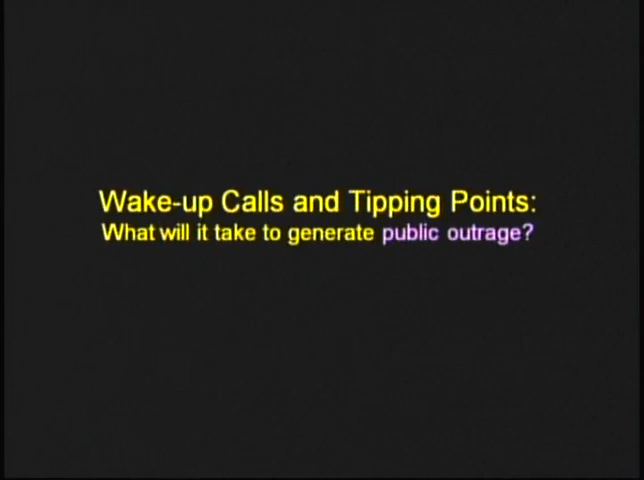 Wake-up Calls and Tipping Points:
What will it take to generate public outrage?